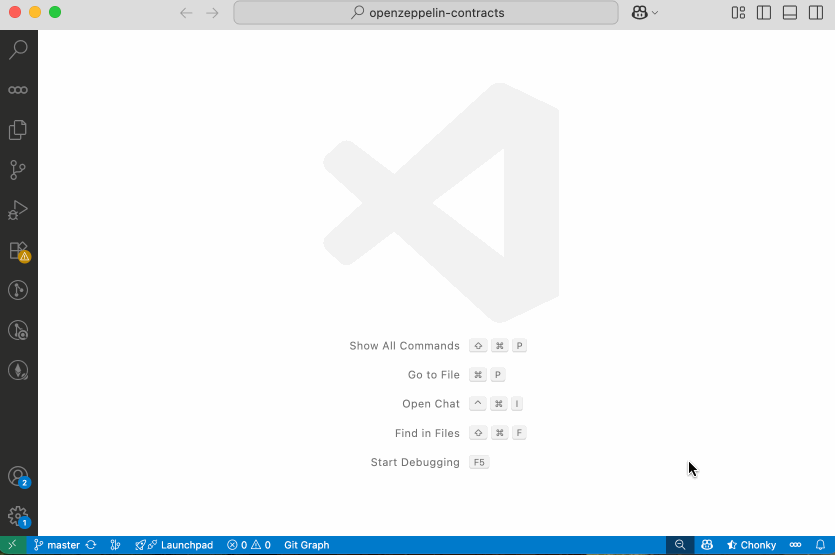 openzeppelin-contracts
Show All Commands ⇧ ⌘ P
Go to File ⌘ P
Open Chat ^ ⌘ I
Find in Files ⇧ ⌘ F
Start Debugging F5
2
1
master Launchpad 0 0 Git Graph Chonky